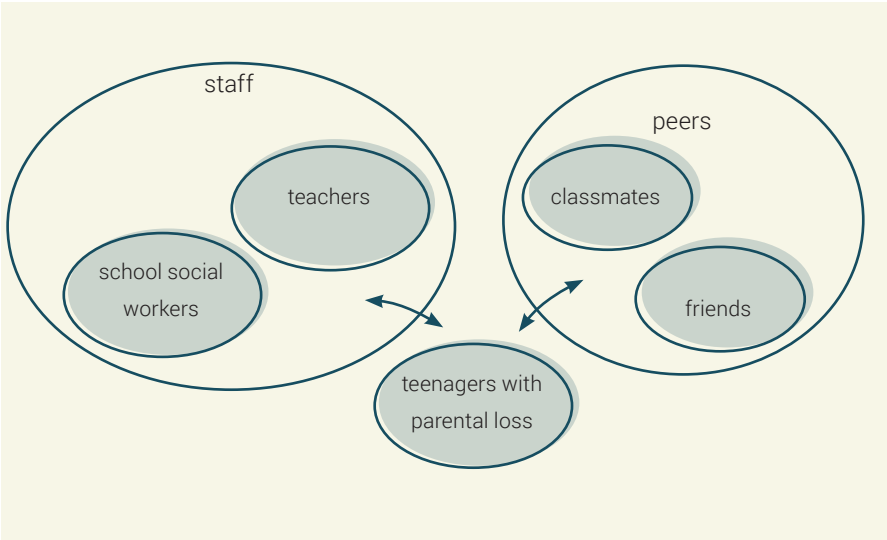 staff
teachers
school social
workers
peers
classmates
friends
teenagers with
parental loss